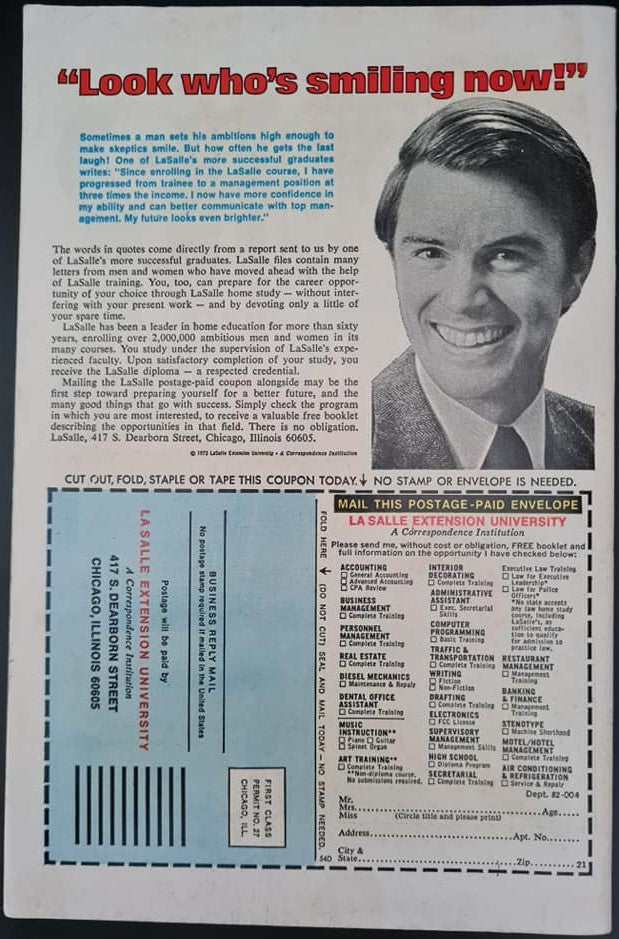 “Look who’s smiling now!”
Sometimes a man sets his ambitions high enough to
make skeptics smile. But how often he gets the last
laugh! One of LaSalle's more successful graduates
writes: "Since enrolling in the LaSalle course, I have
progressed from trainee to a management position at
three times the income. I now have more confidence in
my ability and can better communicate with top man-
agement. My future looks even brighter."
The words in quotes come directly from a report sent to us by one
of LaSalle's more successful graduates. LaSalle files contain many
letters from men and women who have moved ahead with the help
of LaSalle training. You, too, can prepare for the career oppor-
tunity of your choice through LaSalle home study — without inter-
fering with your present work — and by devoting only a little of
your spare time.
LaSalle has been a leader in home education for more than sixty
years, enrolling over 2,000,000 ambitious men and women in its
many courses. You study under the supervision of LaSalle's expe-
rienced faculty. Upon satisfactory completion of your study, you
receive the LaSalle diploma — a respected credential.
Mailing the LaSalle postage-paid coupon alongside may be the
first step toward preparing yourself for a better future, and the
many good things that go with success. Simply check the program
in which you are most interested, to receive a valuable free booklet
describing the opportunities in that field. There is no obligation.
LaSalle, 417 S. Dearborn Street, Chicago, Illinois 60605.
© 1973 LaSalle Extension University • A Correspondence Institution
CUT OUT, FOLD, STAPLE OR TAPE THIS COUPON TODAY. ↓ NO STAMP OR ENVELOPE IS NEEDED.
FIRST CLASS
PERMIT NO. 27
CHICAGO, ILL.
BUSINESS REPLY MAIL
No postage stamp required if mailed in the United States
Postage will be paid by
LA SALLE EXTENSION UNIVERSITY
A Correspondence Institution
417 S. DEARBORN STREET
CHICAGO, ILLINOIS 60605
FOLD HERE ← (DO NOT CUT) SEAL AND MAIL TODAY — NO STAMP NEEDED.
54D
MAIL THIS POSTAGE-PAID ENVELOPE
LA SALLE EXTENSION UNIVERSITY
A Correspondence Institution
Please send me, without cost or obligation, FREE booklet and
full information on the opportunity I have checked below:
ACCOUNTING
General Accounting
Advanced Accounting
CPA Review
BUSINESS
MANAGEMENT
Complete Training
PERSONNEL
MANAGEMENT
Complete Training
REAL ESTATE
Complete Training
DIESEL MECHANICS
Maintenance & Repair
DENTAL OFFICE
ASSISTANT
Complete Training
MUSIC
INSTRUCTION**
Piano Guitar
Spinet Organ
ART TRAINING**
Complete Training
**Non-diploma course.
No submissions required.
INTERIOR
DECORATING
Complete Training
ADMINISTRATIVE
ASSISTANT
Exec. Secretarial
Skills
COMPUTER
PROGRAMMING
Basic Training
TRAFFIC &
TRANSPORTATION
Complete Training
WRITING
Fiction
Non-Fiction
DRAFTING
Complete Training
ELECTRONICS
FCC License
SUPERVISORY
MANAGEMENT
Management Skills
HIGH SCHOOL
Diploma Program
SECRETARIAL
Complete Training
Executive Law Training
Law for Executive
Leadership*
Law for Police
Officers*
*No state accepts
any law home study
course, including
LaSalle's, as
sufficient educa-
tion to qualify
for admission to
practice law.
RESTAURANT
MANAGEMENT
Management
Training
BANKING
& FINANCE
Management
Training
STENOTYPE
Machine Shorthand
MOTEL/HOTEL
MANAGEMENT
Complete Training
AIR CONDITIONING
& REFRIGERATION
Service & Repair
Dept. 82-004
Mr.
Mrs. Age
Miss (Circle title and please print)
Address Apt. No.
City &
State Zip 21